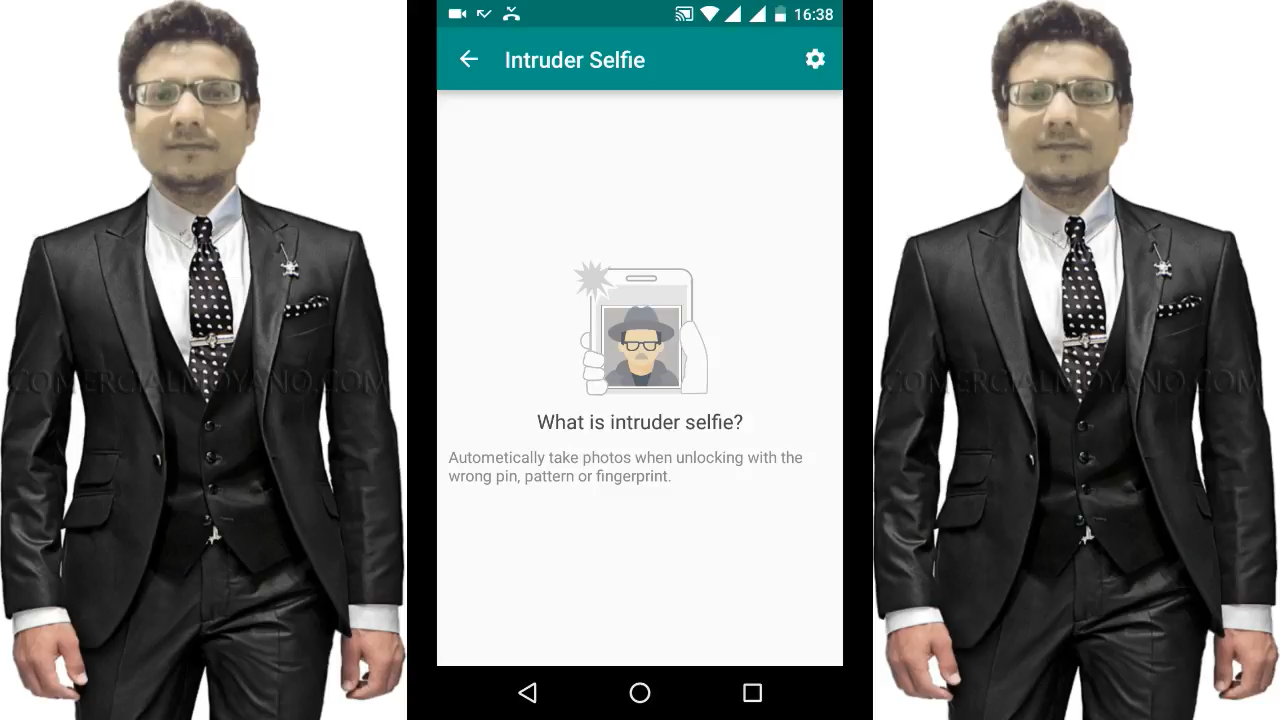 16:38
Intruder Selfie
What is intruder selfie?
Autometically take photos when unlocking with the
wrong pin, pattern or fingerprint.
COMERCIALMOYANO.COM
COMERCIALMOYANO.COM